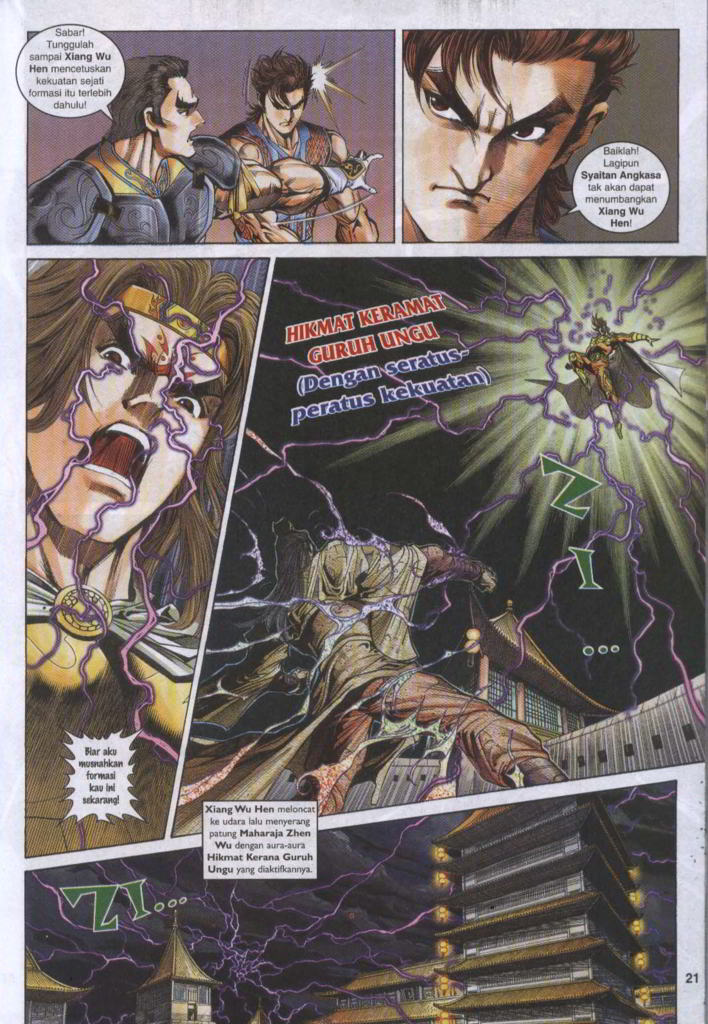 Sabar!
Tunggulah
sampai Xiang Wu
Hen mencetuskan
kekuatan sejati
formasi itu terlebih
dahulu!
Baiklah!
Lagipun
Syaitan Angkasa
tak akan dapat
menumbangkan
Xiang Wu
Hen!
HIKMAT KERAMAT
GURUH UNGU
(Dengan seratus-
peratus kekuatan)
ZI...
Biar aku
musnahkan
formasi
kau ini
sekarang!
Xiang Wu Hen meloncat
ke udara lalu menyerang
patung Maharaja Zhen
Wu dengan aura-aura
Hikmat Kerana Guruh
Ungu yang diaktifkannya.
ZI...
21